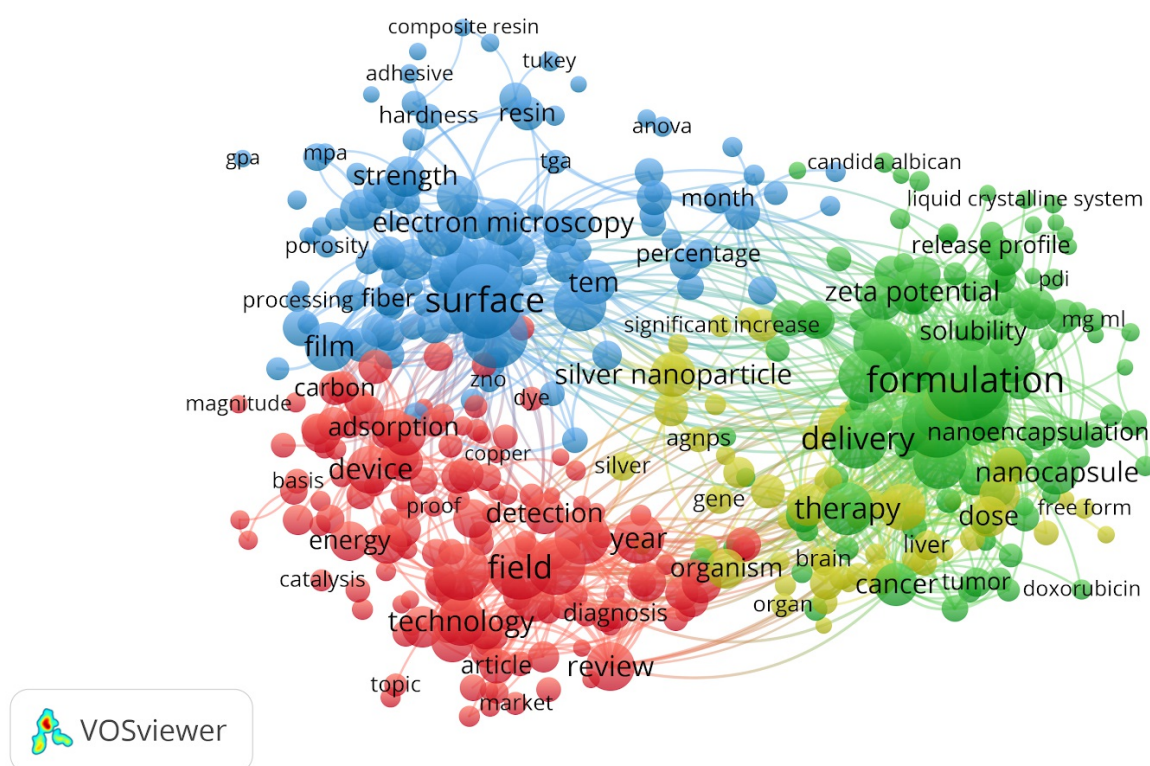 composite resin
tukey
adhesive
hardness
resin
anova
gpa
mpa
tga
candida albican
strength
month
liquid crystalline system
electron microscopy
porosity
percentage
release profile
tem
pdi
processing
fiber
surface
zeta potential
significant increase
solubility
mg ml
film
zno
silver nanoparticle
formulation
carbon
magnitude
dye
adsorption
agnps
delivery
nanoencapsulation
device
copper
silver
nanocapsule
basis
proof
gene
detection
therapy
dose
free form
energy
year
liver
field
organism
brain
catalysis
cancer
tumor
doxorubicin
technology
diagnosis
organ
article
review
topic
market
VOSviewer